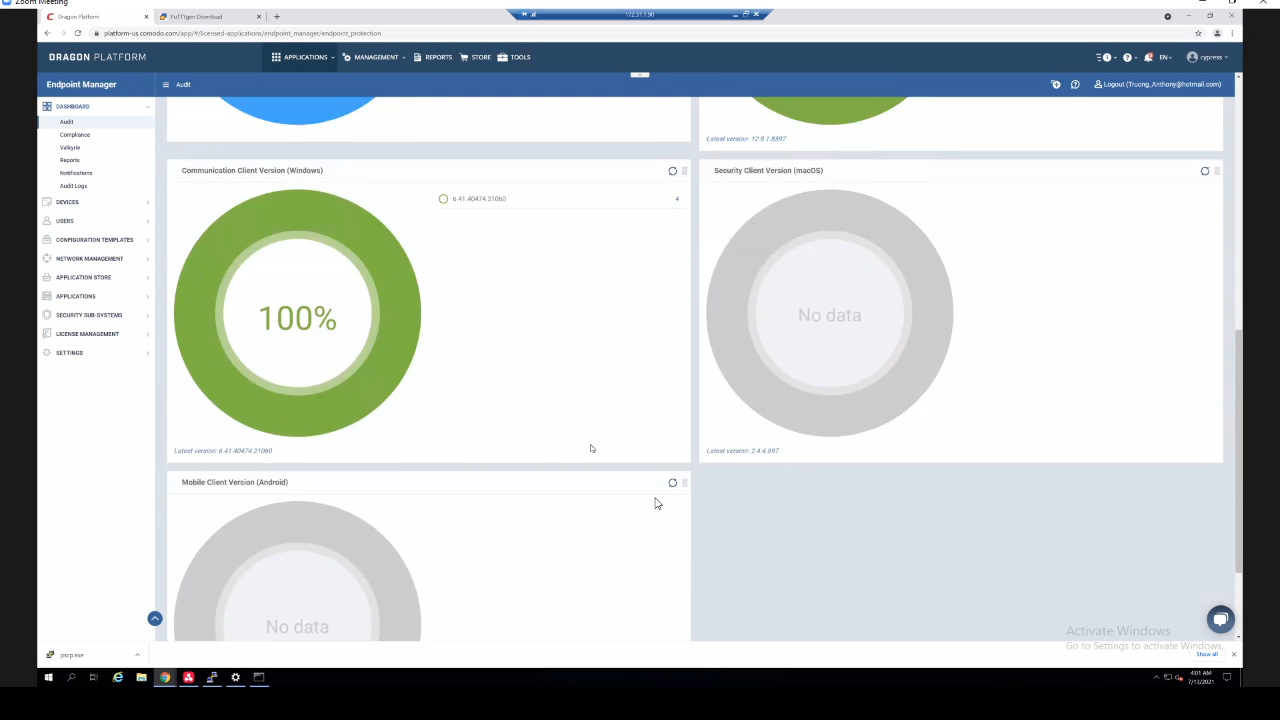 Zoom Meeting
Dragon Platform
PuTTYgen Download
172.31.1.90
platform-us.comodo.com/app/#/licensed-applications/endpoint_manager/endpoint_protection
DRAGON PLATFORM
APPLICATIONS
MANAGEMENT
REPORTS
STORE
TOOLS
EN
cypress
Endpoint Manager
Audit
Logout (Truong_Anthony@hotmail.com)
DASHBOARD
Audit
Compliance
Valkyrie
Reports
Notifications
Audit Logs
DEVICES
USERS
CONFIGURATION TEMPLATES
NETWORK MANAGEMENT
APPLICATION STORE
APPLICATIONS
SECURITY SUB-SYSTEMS
LICENSE MANAGEMENT
SETTINGS
Latest version: 12.8.1.8597
Communication Client Version (Windows)
6.41.40474.21060
4
100%
Latest version: 6.41.40474.21060
Security Client Version (macOS)
No data
Latest version: 2.4.4.897
Mobile Client Version (Android)
No data
Activate Windows
Go to Settings to activate Windows.
pscp.exe
Show all
4:01 AM
7/13/2021